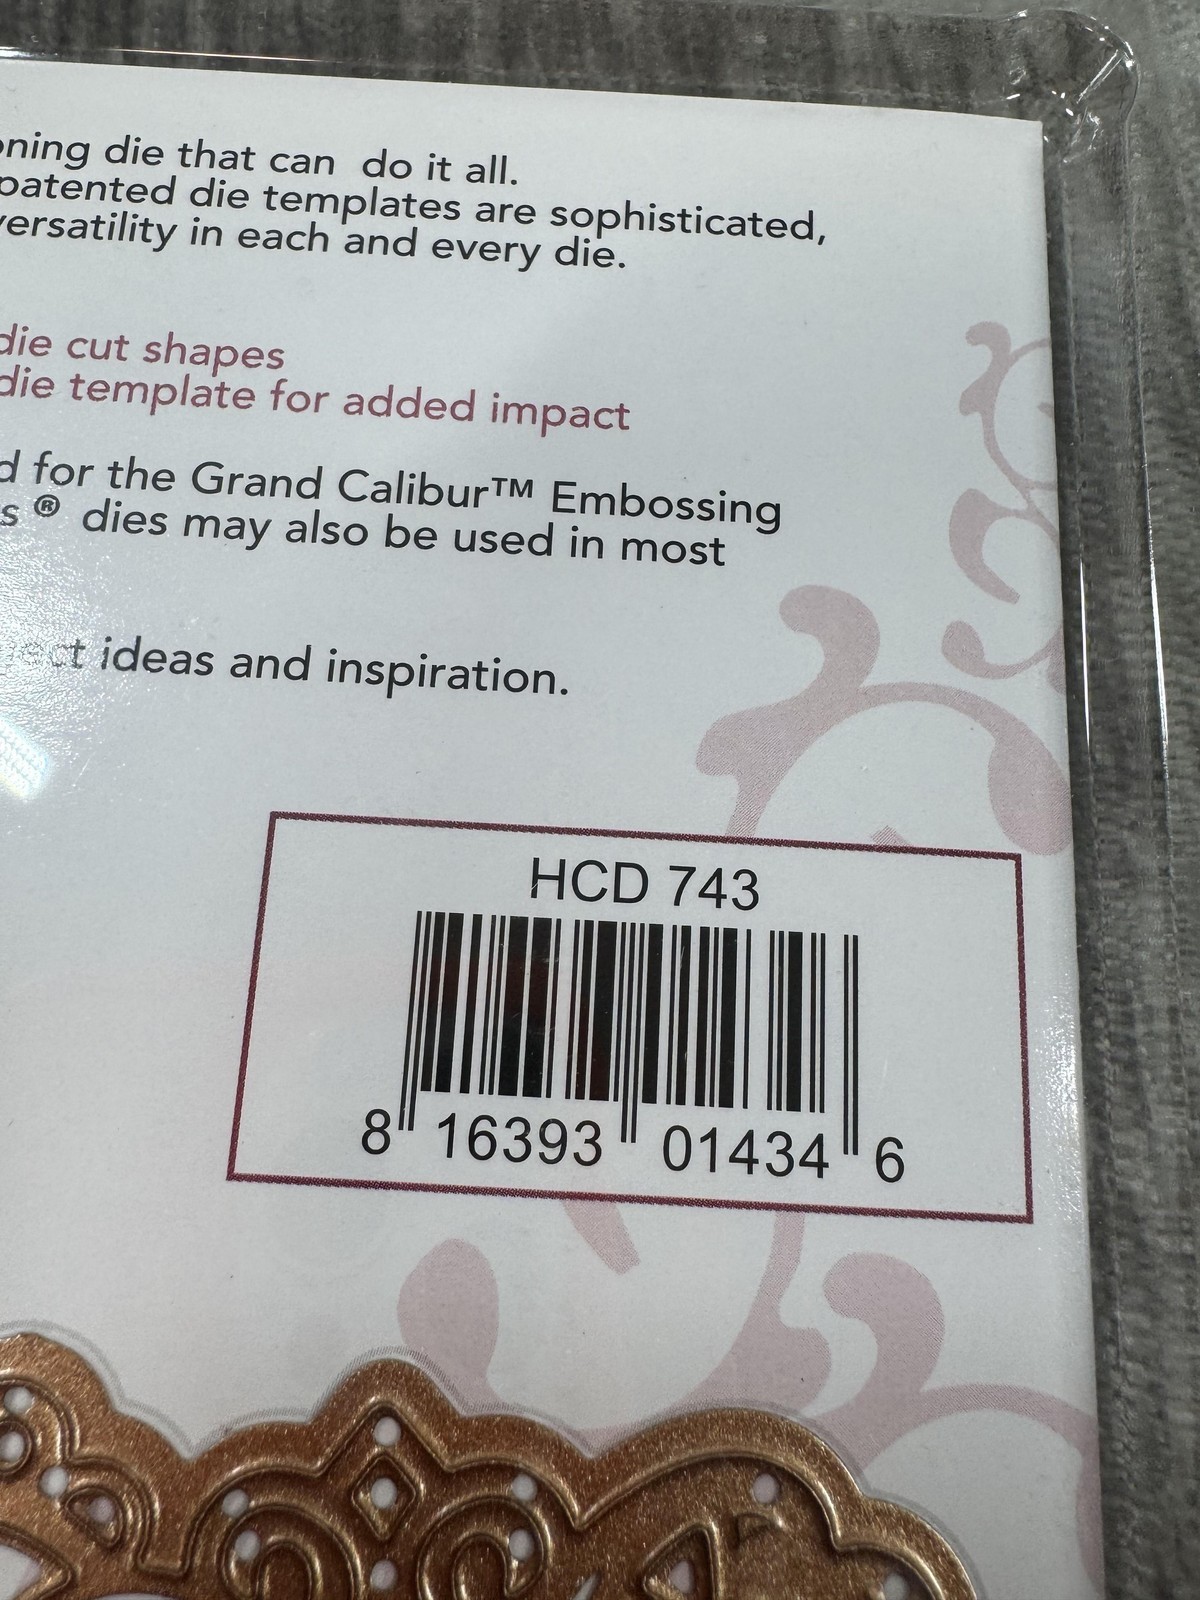 oning die that can do it all.
patented die templates are sophisticated,
versatility in each and every die.
die cut shapes
die template for added impact
d for the Grand Calibur™ Embossing
s ® dies may also be used in most
ject ideas and inspiration.
HCD 743
8 16393 01434 6